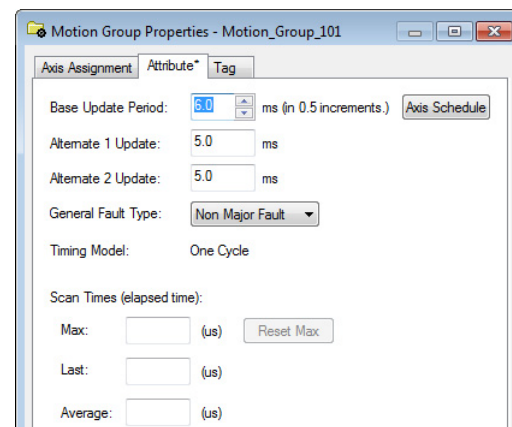 Motion Group Properties - Motion_Group_101
Axis Assignment Attribute* Tag
Base Update Period: 6.0 ms (in 0.5 increments.) Axis Schedule
Alternate 1 Update: 5.0 ms
Alternate 2 Update: 5.0 ms
General Fault Type: Non Major Fault
Timing Model: One Cycle
Scan Times (elapsed time):
Max: (us) Reset Max
Last: (us)
Average: (us)